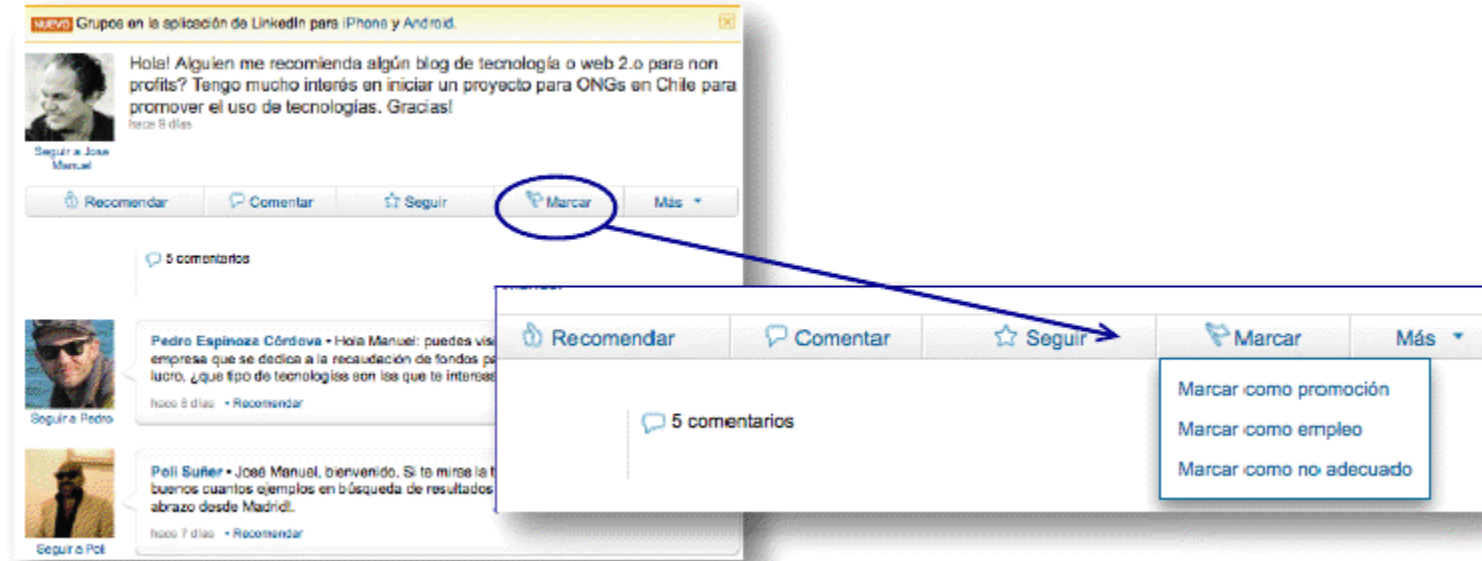 NUEVO Grupos en la aplicación de LinkedIn para iPhone y Android.
Hola! Alguien me recomienda algún blog de tecnología o web 2.o para non
profits? Tengo mucho interés en iniciar un proyecto para ONGs en Chile para
promover el uso de tecnologías. Gracias!
hace 9 días
Seguir a Jose
Manuel
Recomendar Comentar Seguir Marcar Más
5 comentarios
Pedro Espinoza Córdova • Hola Manuel: puedes vis
empresa que se dedica a la recaudación de fondos pa
lucro, ¿que tipo de tecnologías son las que te interesa
hace 8 días • Recomendar
Seguir a Pedro
Poli Suñer • José Manuel, bienvenido. Si te miras la t
buenos cuantos ejemplos en búsqueda de resultados
abrazo desde Madrid!.
hace 7 días • Recomendar
Seguir a Poli
Recomendar Comentar Seguir Marcar Más
5 comentarios
Marcar como promoción
Marcar como empleo
Marcar como no adecuado